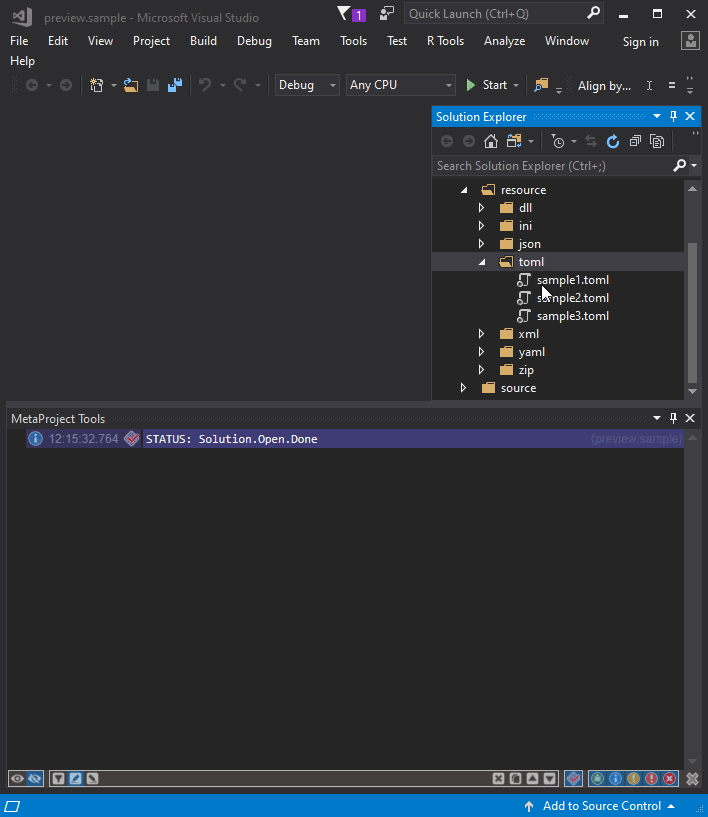 preview.sample - Microsoft Visual Studio
1
Quick Launch (Ctrl+Q)
File Edit View Project Build Debug Team Tools Test R Tools Analyze Window Sign in
Help
Debug Any CPU Start Align by...
Solution Explorer
Search Solution Explorer (Ctrl+;)
resource
dll
ini
json
toml
sample1.toml
sample2.toml
sample3.toml
xml
yaml
zip
source
MetaProject Tools
12:15:32.764 STATUS: Solution.Open.Done {preview.sample}
Add to Source Control